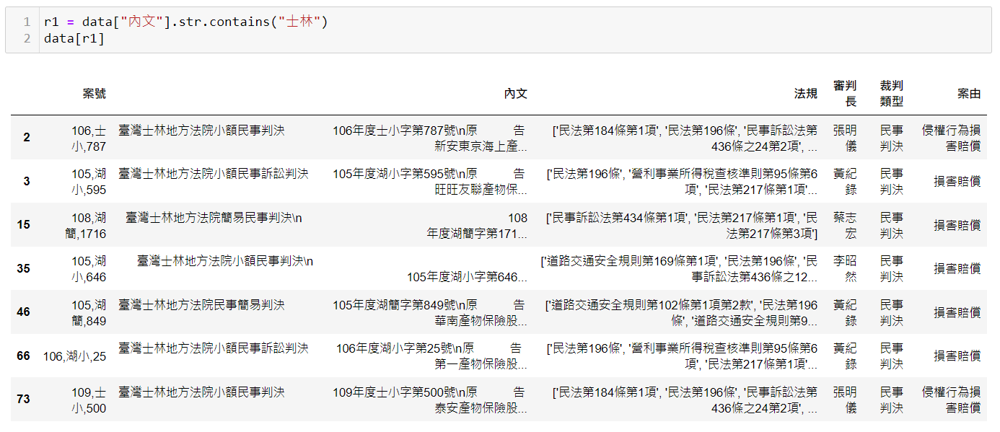 1 r1 = data["內文"].str.contains("士林")
2 data[r1]
案號 內文 法規 審判長 裁判類型 案由
2 106,士小,787 臺灣士林地方法院小額民事判決 106年度士小字第787號\n原 告 新安東京海上產... ['民法第184條第1項', '民法第196條', '民事訴訟法第436條之24第2項', ... 張明儀 民事判決 侵權行為損害賠償
3 105,湖小,595 臺灣士林地方法院小額民事訴訟判決 105年度湖小字第595號\n原 告 旺旺友聯產物保... ['民法第196條', '營利事業所得稅查核準則第95條第6項', '民法第217條第1項'... 黃紀錄 民事判決 損害賠償
15 108,湖簡,1716 臺灣士林地方法院簡易民事判決\n 108年度湖簡字第171... ['民事訴訟法第434條第1項', '民法第217條第1項', '民法第217條第3項'] 蔡志宏 民事判決 損害賠償
35 105,湖小,646 臺灣士林地方法院小額民事判決\n 105年度湖小字第646... ['道路交通安全規則第169條第1項', '民法第196條', '民事訴訟法第436條之12... 李昭然 民事判決 損害賠償
46 105,湖簡,849 臺灣士林地方法院民事簡易判決 105年度湖簡字第849號\n原 告 華南產物保險股... ['道路交通安全規則第102條第1項第2款', '民法第196條', '道路交通安全規則第9... 黃紀錄 民事判決 損害賠償
66 106,湖小,25 臺灣士林地方法院小額民事訴訟判決 106年度湖小字第25號\n原 告 第一產物保險股... ['民法第196條', '營利事業所得稅查核準則第95條第6項', '民法第217條第1項'... 黃紀錄 民事判決 損害賠償
73 109,士小,500 臺灣士林地方法院小額民事判決 109年度士小字第500號\n原 告 泰安產物保險股... ['民法第184條第1項', '民法第196條', '民事訴訟法第436條之24第2項', ... 張明儀 民事判決 侵權行為損害賠償